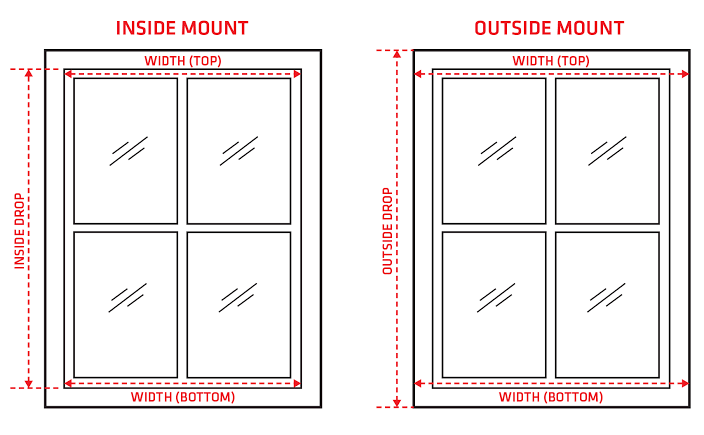 INSIDE MOUNT
WIDTH (TOP)
INSIDE DROP
WIDTH (BOTTOM)
OUTSIDE MOUNT
WIDTH (TOP)
OUTSIDE DROP
WIDTH (BOTTOM)